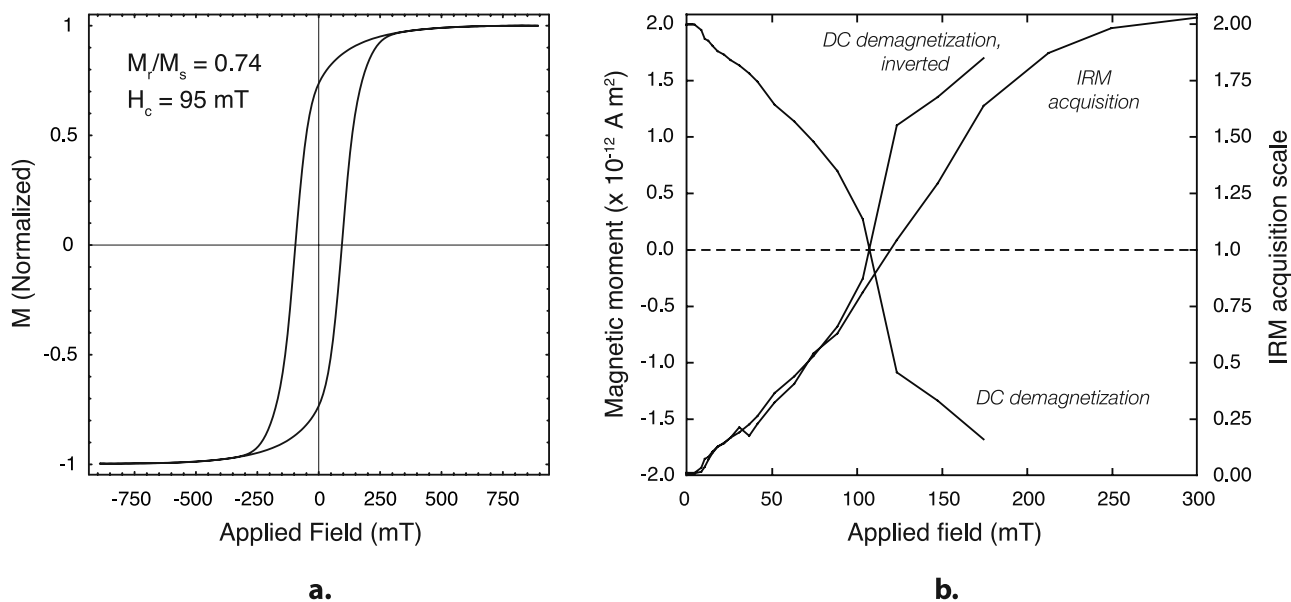 M_r/M_s = 0.74
H_c = 95 mT
M (Normalized)
1
0.5
0
-0.5
-1
-750
-500
-250
0
250
500
750
Applied Field (mT)
a.
DC demagnetization,
inverted
IRM
acquisition
DC demagnetization
Magnetic moment (x 10⁻¹² A m²)
2.0
1.5
1.0
0.5
0.0
-0.5
-1.0
-1.5
-2.0
0
50
100
150
200
250
300
Applied field (mT)
2.00
1.75
1.50
1.25
1.0
0.75
0.5
0.25
0.00
IRM acquisition scale
b.